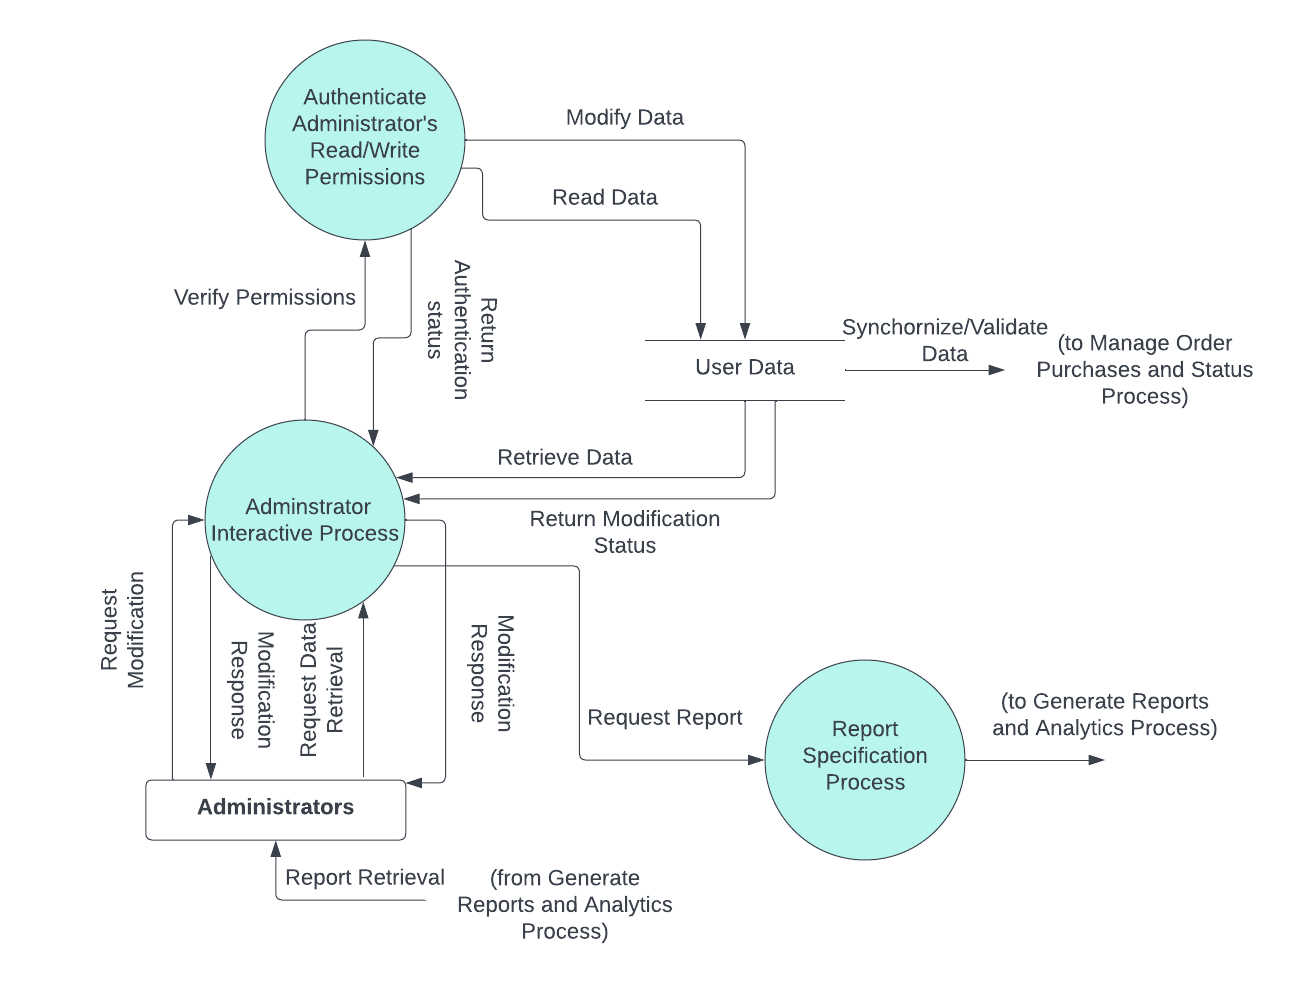 Authenticate
Administrator's
Read/Write
Permissions
Modify Data
Read Data
Verify Permissions
Return
Authentication
status
Synchornize/Validate
Data
(to Manage Order
Purchases and Status
Process)
User Data
Retrieve Data
Return Modification
Status
Adminstrator
Interactive Process
Request
Modification
Modification
Response
Request Data
Retrieval
Modification
Response
Request Report
Report
Specification
Process
(to Generate Reports
and Analytics Process)
Administrators
Report Retrieval
(from Generate
Reports and Analytics
Process)